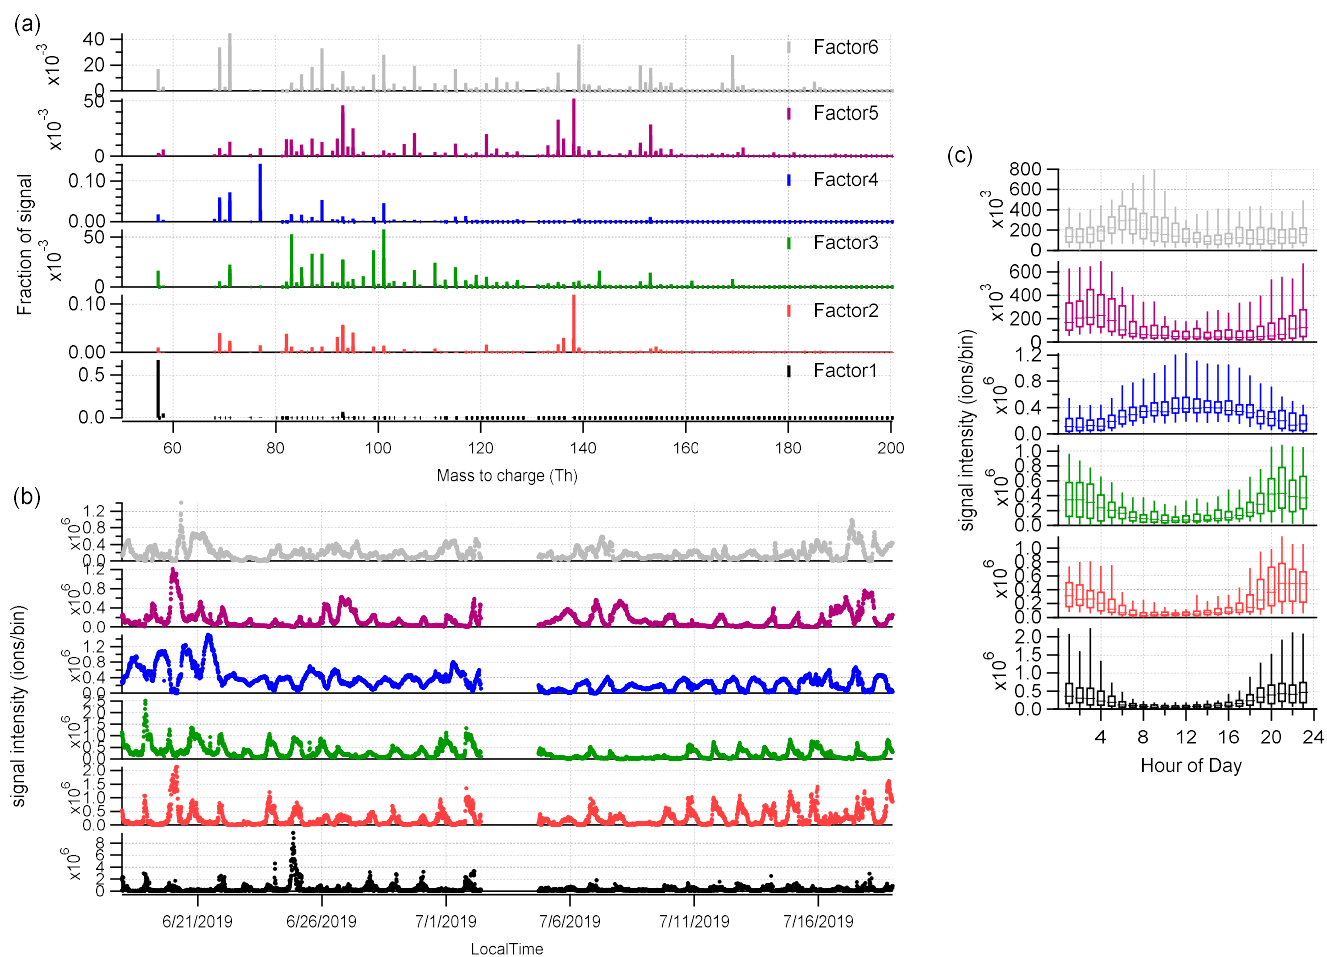 (a)
Fraction of signal
x10⁻³
40
20
0
Factor6
x10⁻³
50
0
Factor5
0.10
0.00
Factor4
x10⁻³
50
0
Factor3
0.10
0.00
Factor2
0.5
0.0
Factor1
60 80 100 120 140 160 180 200
Mass to charge (Th)
(b)
signal intensity (ions/bin)
x10⁶
1.2
0.8
0.4
0.0
x10⁶
1.2
0.8
0.4
0.0
x10⁶
1.2
0.8
0.4
0.0
x10⁶
2.5
2.0
1.5
1.0
0.5
0.0
x10⁶
2.0
1.5
1.0
0.5
0.0
x10⁶
8
6
4
2
0
6/21/2019 6/26/2019 7/1/2019 7/6/2019 7/11/2019 7/16/2019
LocalTime
(c)
signal intensity (ions/bin)
x10³
800
600
400
200
0
x10³
600
400
200
0
x10⁶
1.2
0.8
0.4
0.0
x10⁶
1.0
0.8
0.6
0.4
0.2
0.0
x10⁶
1.0
0.8
0.6
0.4
0.2
0.0
x10⁶
2.0
1.5
1.0
0.5
0.0
4 8 12 16 20 24
Hour of Day